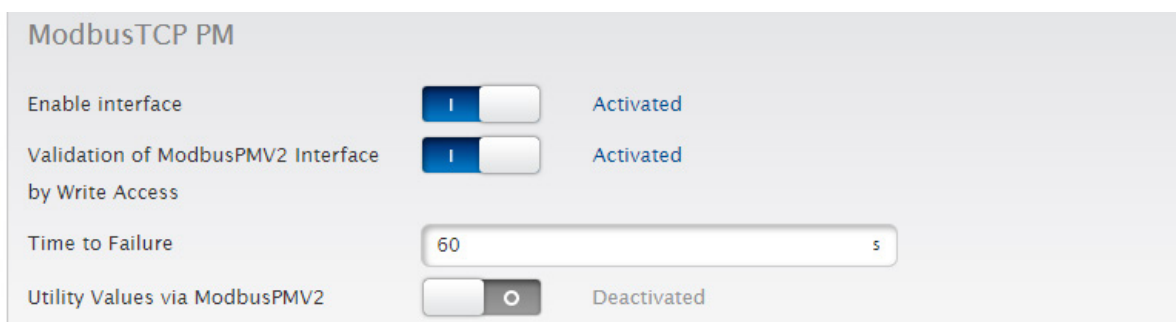 ModbusTCP PM
Enable interface I Activated
Validation of ModbusPMV2 Interface I Activated
by Write Access
Time to Failure 60 s
Utility Values via ModbusPMV2 O Deactivated